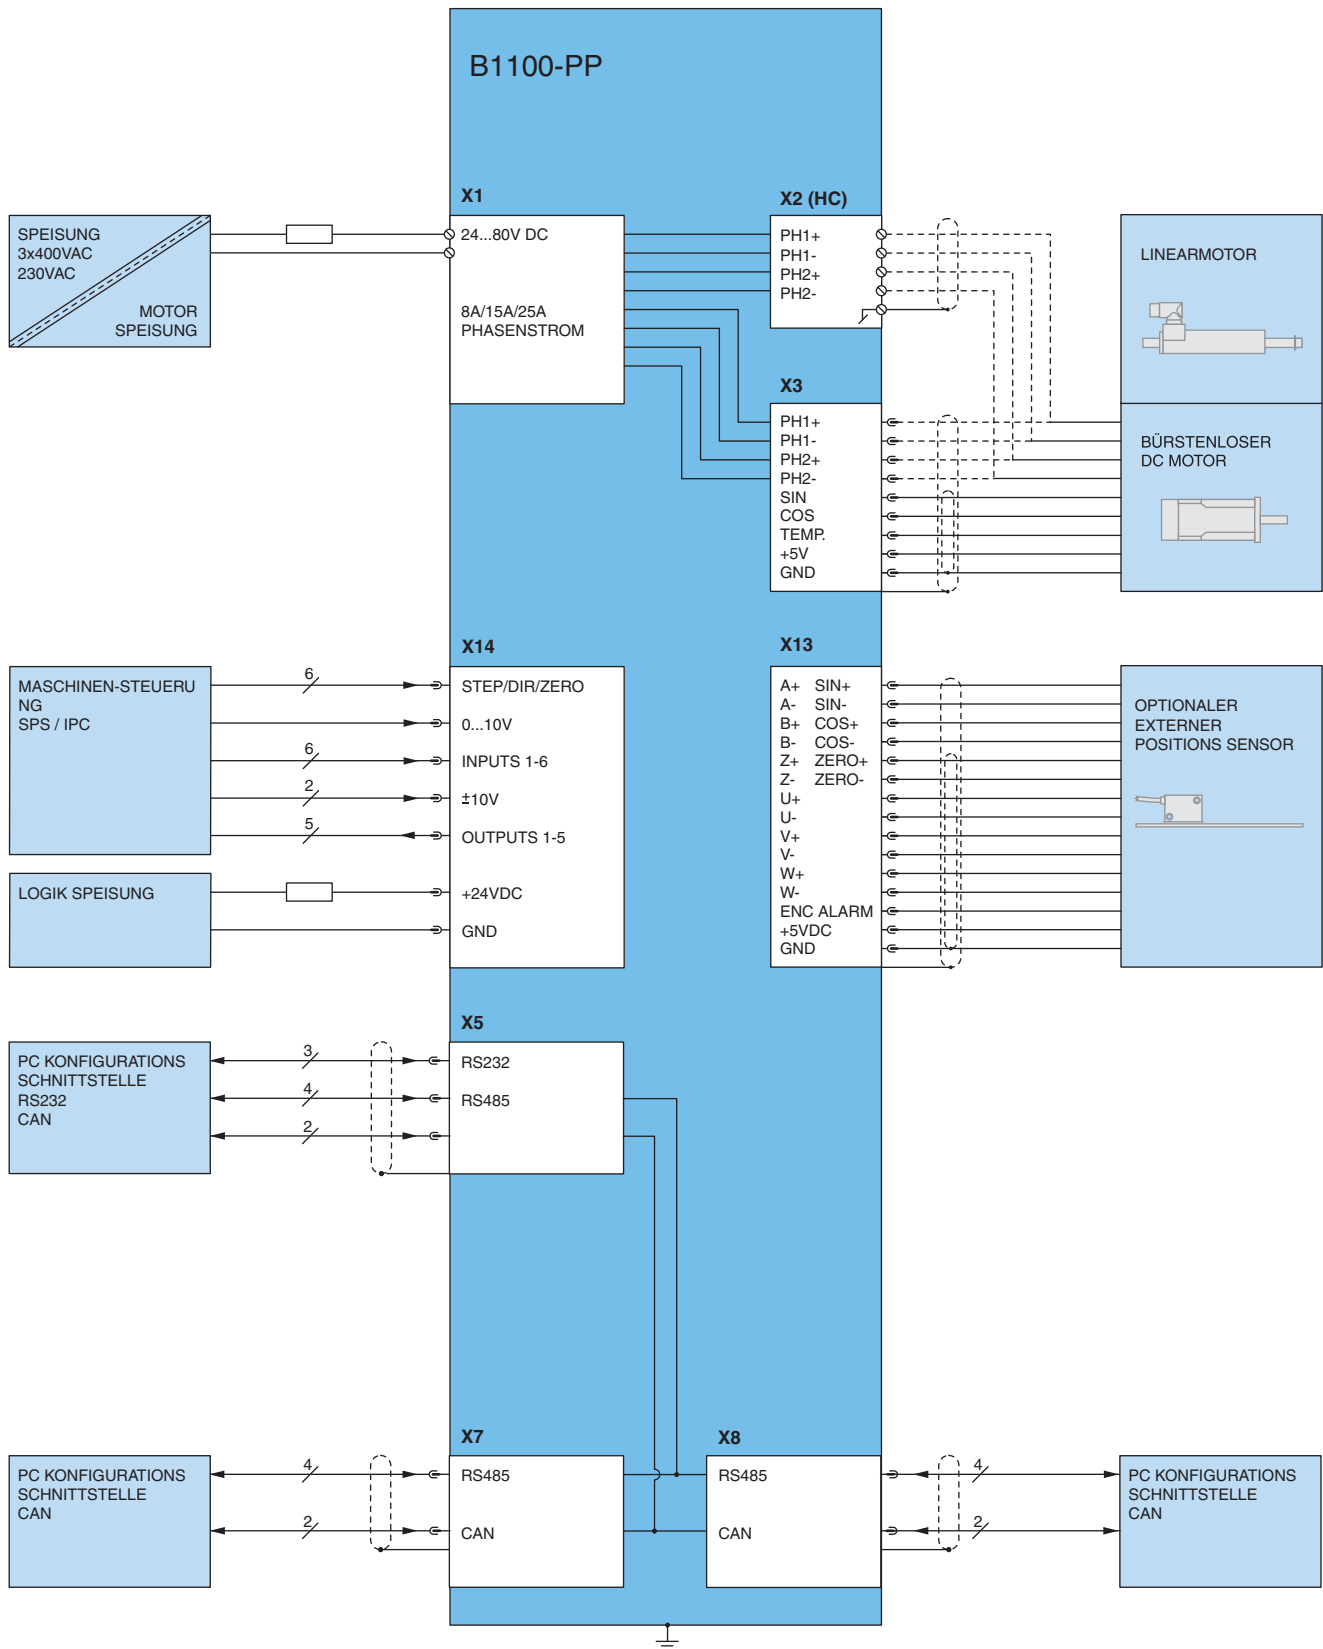 B1100-PP
X1
X2 (HC)
SPEISUNG
3x400VAC
230VAC
MOTOR
SPEISUNG
24...80V DC
8A/15A/25A
PHASENSTROM
PH1+
PH1-
PH2+
PH2-
LINEARMOTOR
X3
PH1+
PH1-
PH2+
PH2-
SIN
COS
TEMP.
+5V
GND
BÜRSTENLOSER
DC MOTOR
X14
X13
MASCHINEN-STEUERU
NG
SPS / IPC
6
6
2
5
STEP/DIR/ZERO
0...10V
INPUTS 1-6
±10V
OUTPUTS 1-5
LOGIK SPEISUNG
+24VDC
GND
A+ SIN+
A- SIN-
B+ COS+
B- COS-
Z+ ZERO+
Z- ZERO-
U+
U-
V+
V-
W+
W-
ENC ALARM
+5VDC
GND
OPTIONALER
EXTERNER
POSITIONS SENSOR
X5
PC KONFIGURATIONS
SCHNITTSTELLE
RS232
CAN
3
4
2
RS232
RS485
X7
X8
PC KONFIGURATIONS
SCHNITTSTELLE
CAN
4
2
RS485
CAN
RS485
CAN
4
2
PC KONFIGURATIONS
SCHNITTSTELLE
CAN